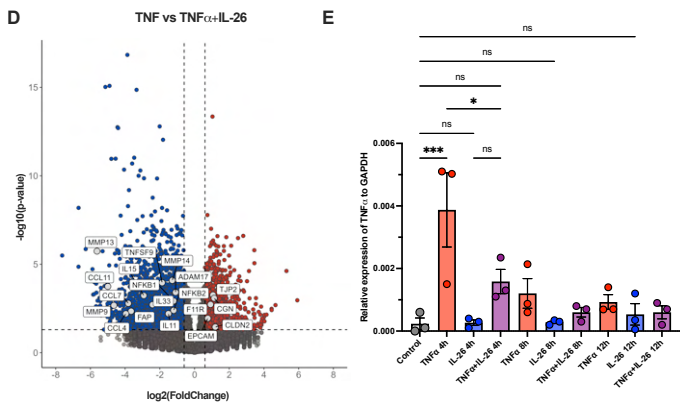 D
TNF vs TNFα+IL-26
-log10(p-value)
15
10
5
0
-8
-6
-4
-2
0
2
4
6
log2(FoldChange)
MMP13
TNFSF9
MMP14
IL15
CCL11
ADAM17
NFKB1
NFKB2
TJP2
CCL7
IL33
F11R
CGN
MMP9
FAP
CCL4
IL11
CLDN2
EPCAM
E
ns
ns
ns
*
ns
***
ns
Relative expression of TNFα to GAPDH
0.006
0.004
0.002
0.000
Control
TNFα 4h
IL-26 4h
TNFα+IL-26 4h
TNFα 8h
IL-26 8h
TNFα+IL-26 8h
TNFα 12h
IL-26 12h
TNFα+IL-26 12h